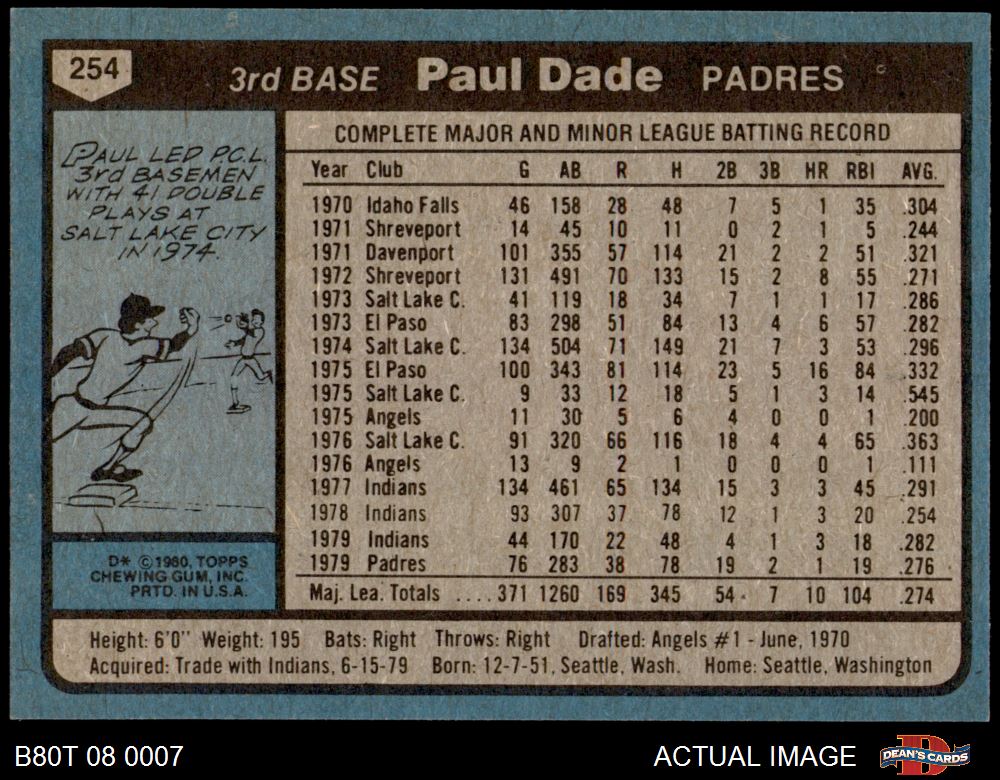 254
3rd BASE Paul Dade PADRES
PAUL LED P.C.L.
3rd BASEMEN
WITH 41 DOUBLE
PLAYS AT
SALT LAKE CITY
IN 1974.
D* © 1980, TOPPS
CHEWING GUM, INC.
PRTD. IN U.S.A.
COMPLETE MAJOR AND MINOR LEAGUE BATTING RECORD
Year Club G AB R H 2B 3B HR RBI AVG.
1970 Idaho Falls 46 158 28 48 7 5 1 35 .304
1971 Shreveport 14 45 10 11 0 2 1 5 .244
1971 Davenport 101 355 57 114 21 2 2 51 .321
1972 Shreveport 131 491 70 133 15 2 8 55 .271
1973 Salt Lake C. 41 119 18 34 7 1 1 17 .286
1973 El Paso 83 298 51 84 13 4 6 57 .282
1974 Salt Lake C. 134 504 71 149 21 7 3 53 .296
1975 El Paso 100 343 81 114 23 5 16 84 .332
1975 Salt Lake C. 9 33 12 18 5 1 3 14 .545
1975 Angels 11 30 5 6 4 0 0 1 .200
1976 Salt Lake C. 91 320 66 116 18 4 4 65 .363
1976 Angels 13 9 2 1 0 0 0 1 .111
1977 Indians 134 461 65 134 15 3 3 45 .291
1978 Indians 93 307 37 78 12 1 3 20 .254
1979 Indians 44 170 22 48 4 1 3 18 .282
1979 Padres 76 283 38 78 19 2 1 19 .276
Maj. Lea. Totals ....371 1260 169 345 54 7 10 104 .274
Height: 6'0" Weight: 195 Bats: Right Throws: Right Drafted: Angels #1 - June, 1970
Acquired: Trade with Indians, 6-15-79 Born: 12-7-51, Seattle, Wash. Home: Seattle, Washington
B80T 08 0007 ACTUAL IMAGE D DEAN'S CARDS